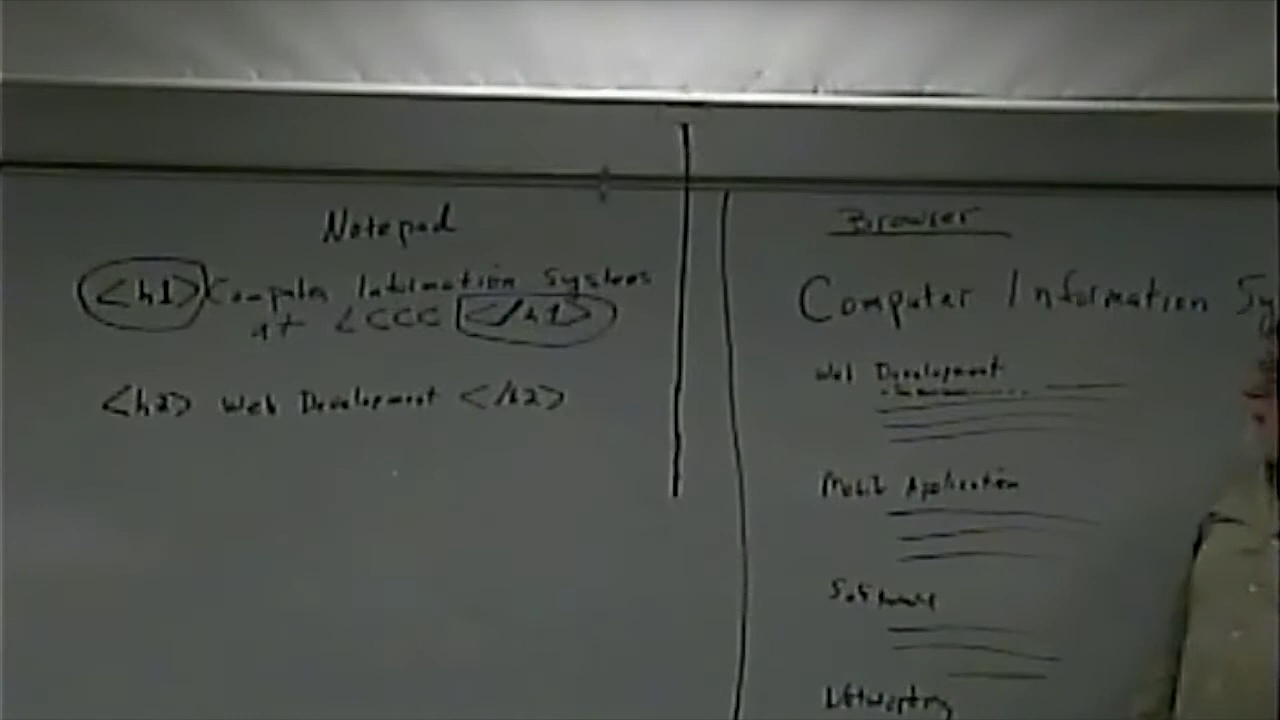 Notepad
<h1> Computer Information Systems
at LCCC </h1>
<h2> Web Development </h2>
Browser
Computer Information Sy
Web Development
Mobile Application
Software
Networking